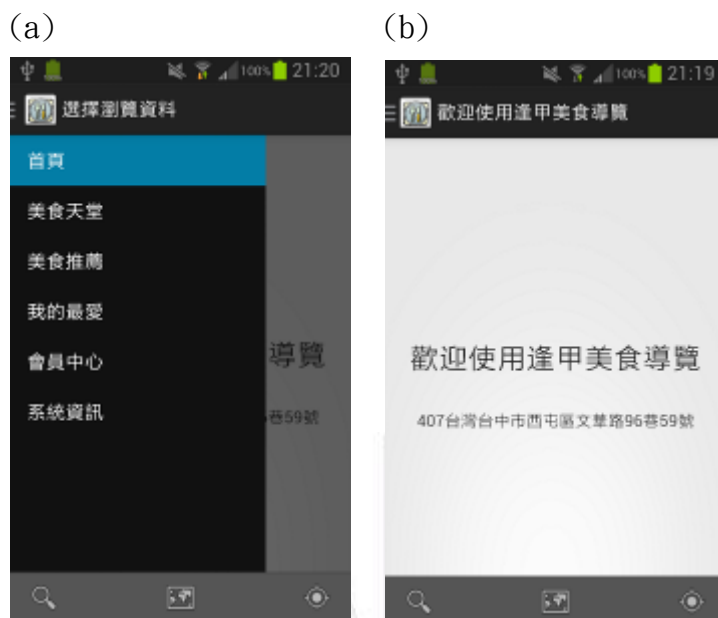 (a)
100% 21:20
選擇瀏覽資料
首頁
美食天堂
美食推薦
我的最愛
會員中心
系統資訊
導覽
巷59號
(b)
100% 21:19
歡迎使用逢甲美食導覽
歡迎使用逢甲美食導覽
407台灣台中市西屯區文華路96巷59號